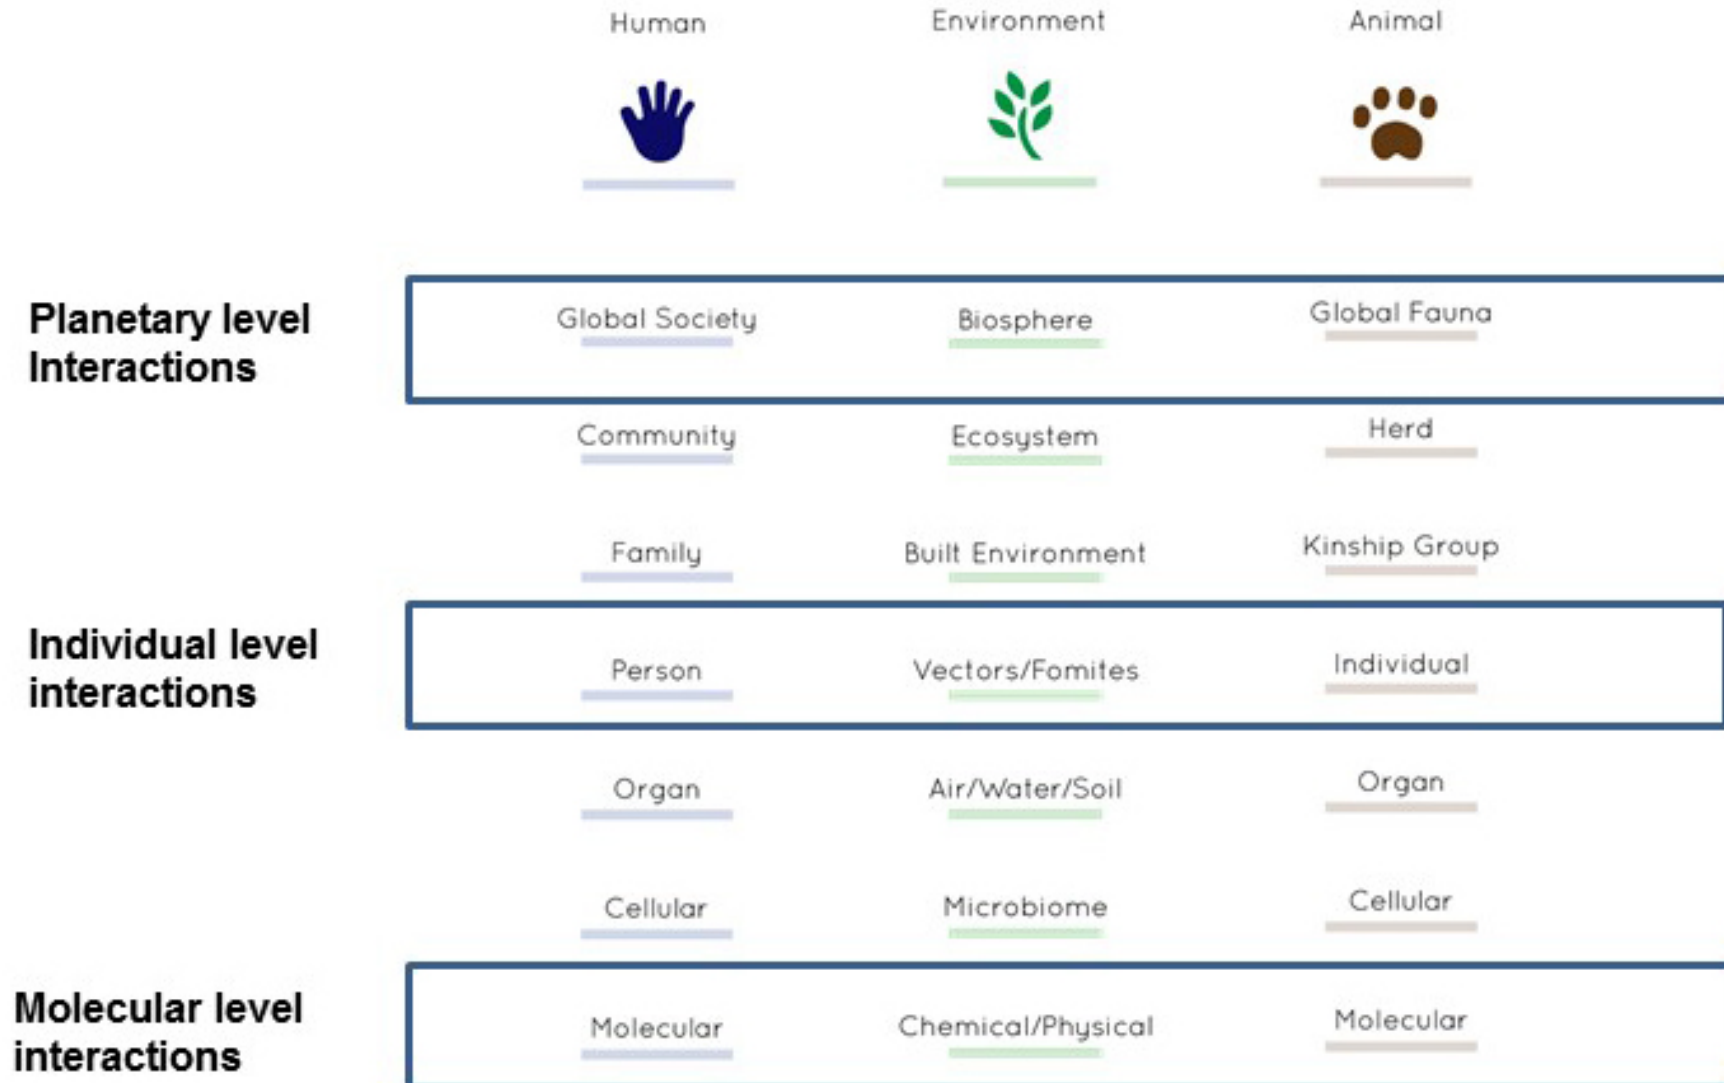 Human
Environment
Animal
Planetary level
Interactions
Global Society
Biosphere
Global Fauna
Community
Ecosystem
Herd
Family
Built Environment
Kinship Group
Individual level
interactions
Person
Vectors/Fomites
Individual
Organ
Air/Water/Soil
Organ
Cellular
Microbiome
Cellular
Molecular level
interactions
Molecular
Chemical/Physical
Molecular